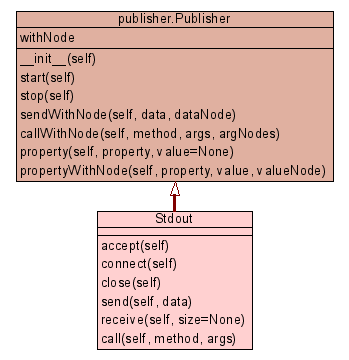 publisher.Publisher
withNode
__init__(self)
start(self)
stop(self)
sendWithNode(self, data, dataNode)
callWithNode(self, method, args, argNodes)
property(self, property, value=None)
propertyWithNode(self, property, value, valueNode)
Stdout
accept(self)
connect(self)
close(self)
send(self, data)
receive(self, size=None)
call(self, method, args)